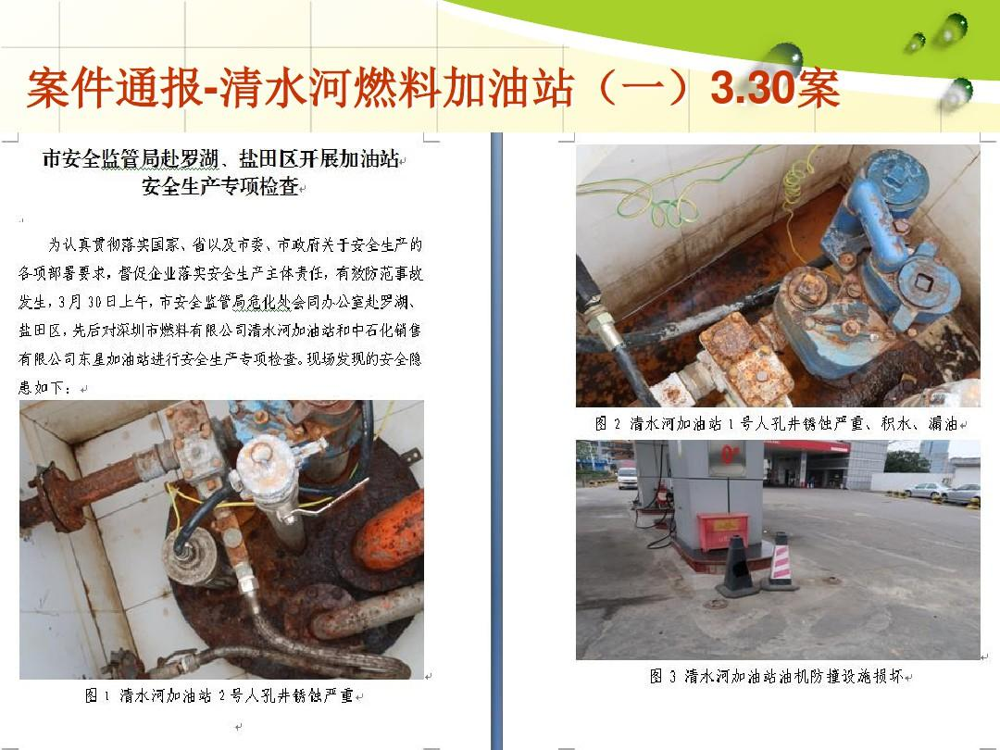 案件通报-清水河燃料加油站（一）3.30案
市安全监管局赴罗湖、盐田区开展加油站
安全生产专项检查
为认真贯彻落实国家、省以及市委、市政府关于安全生产的
各项部署要求，督促企业落实安全生产主体责任，有效防范事故
发生，3月30日上午，市安全监管局危化处会同办公室赴罗湖、
盐田区，先后对深圳市燃料有限公司清水河加油站和中石化销售
有限公司东星加油站进行安全生产专项检查。现场发现的安全隐
患如下：
图 1 清水河加油站 2 号人孔井锈蚀严重
图 2 清水河加油站 1 号人孔井锈蚀严重、积水、漏油
0#
图 3 清水河加油站油机防撞设施损坏